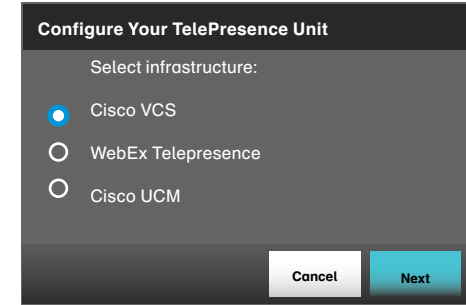 Configure Your TelePresence Unit
Select infrastructure:
Cisco VCS
WebEx Telepresence
Cisco UCM
Cancel
Next